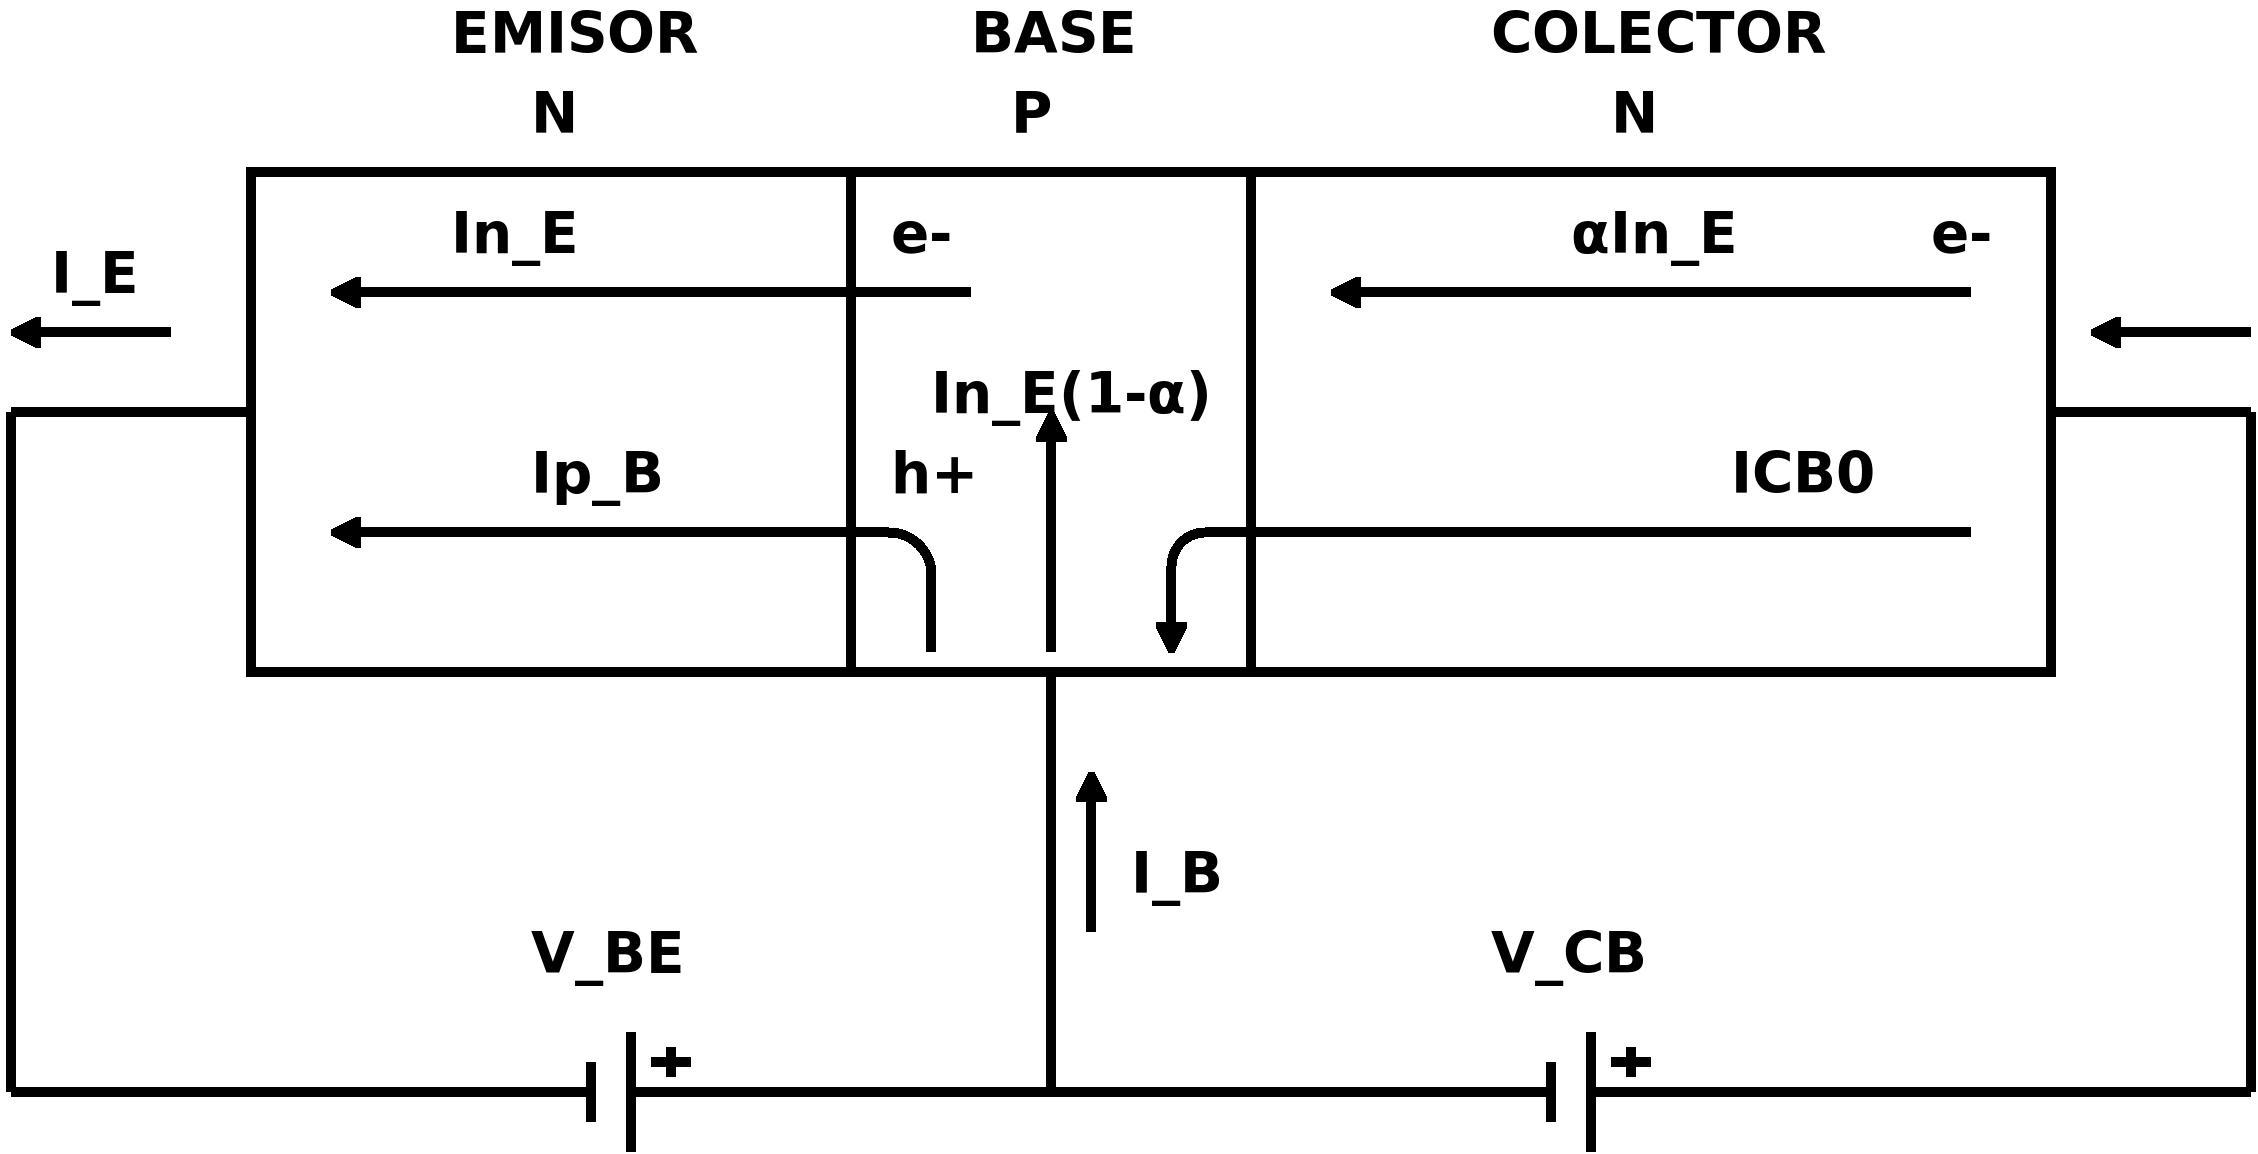 EMISOR BASE COLECTOR
N P N
In_E e- αIn_E e-
I_E
In_E(1-α)
Ip_B h+ ICB0
I_B
V_BE V_CB
+ +